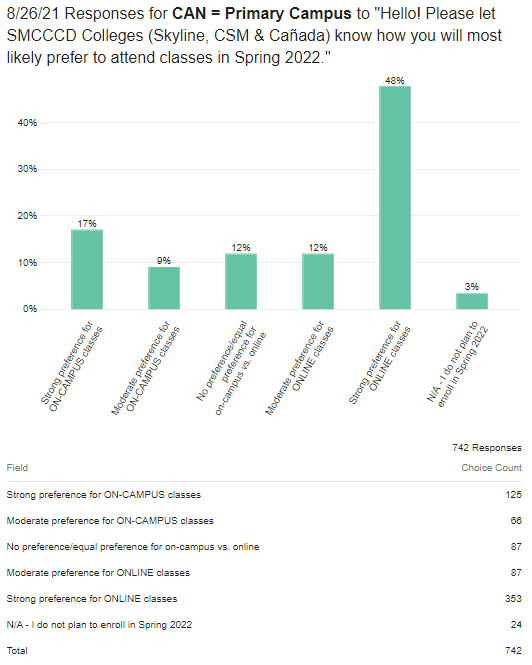 8/26/21 Responses for CAN = Primary Campus to "Hello! Please let
SMCCCD Colleges (Skyline, CSM & Cañada) know how you will most
likely prefer to attend classes in Spring 2022."
48%
40%
30%
20%
17%
12%
12%
9%
10%
3%
0%
Strong preference for
ON-CAMPUS classes
Moderate preference for
ON-CAMPUS classes
No preference/equal
preference for
on-campus vs. online
Moderate preference for
ONLINE classes
Strong preference for
ONLINE classes
N/A - I do not plan to
enroll in Spring 2022
742 Responses
Field Choice Count
Strong preference for ON-CAMPUS classes 125
Moderate preference for ON-CAMPUS classes 66
No preference/equal preference for on-campus vs. online 87
Moderate preference for ONLINE classes 87
Strong preference for ONLINE classes 353
N/A - I do not plan to enroll in Spring 2022 24
Total 742